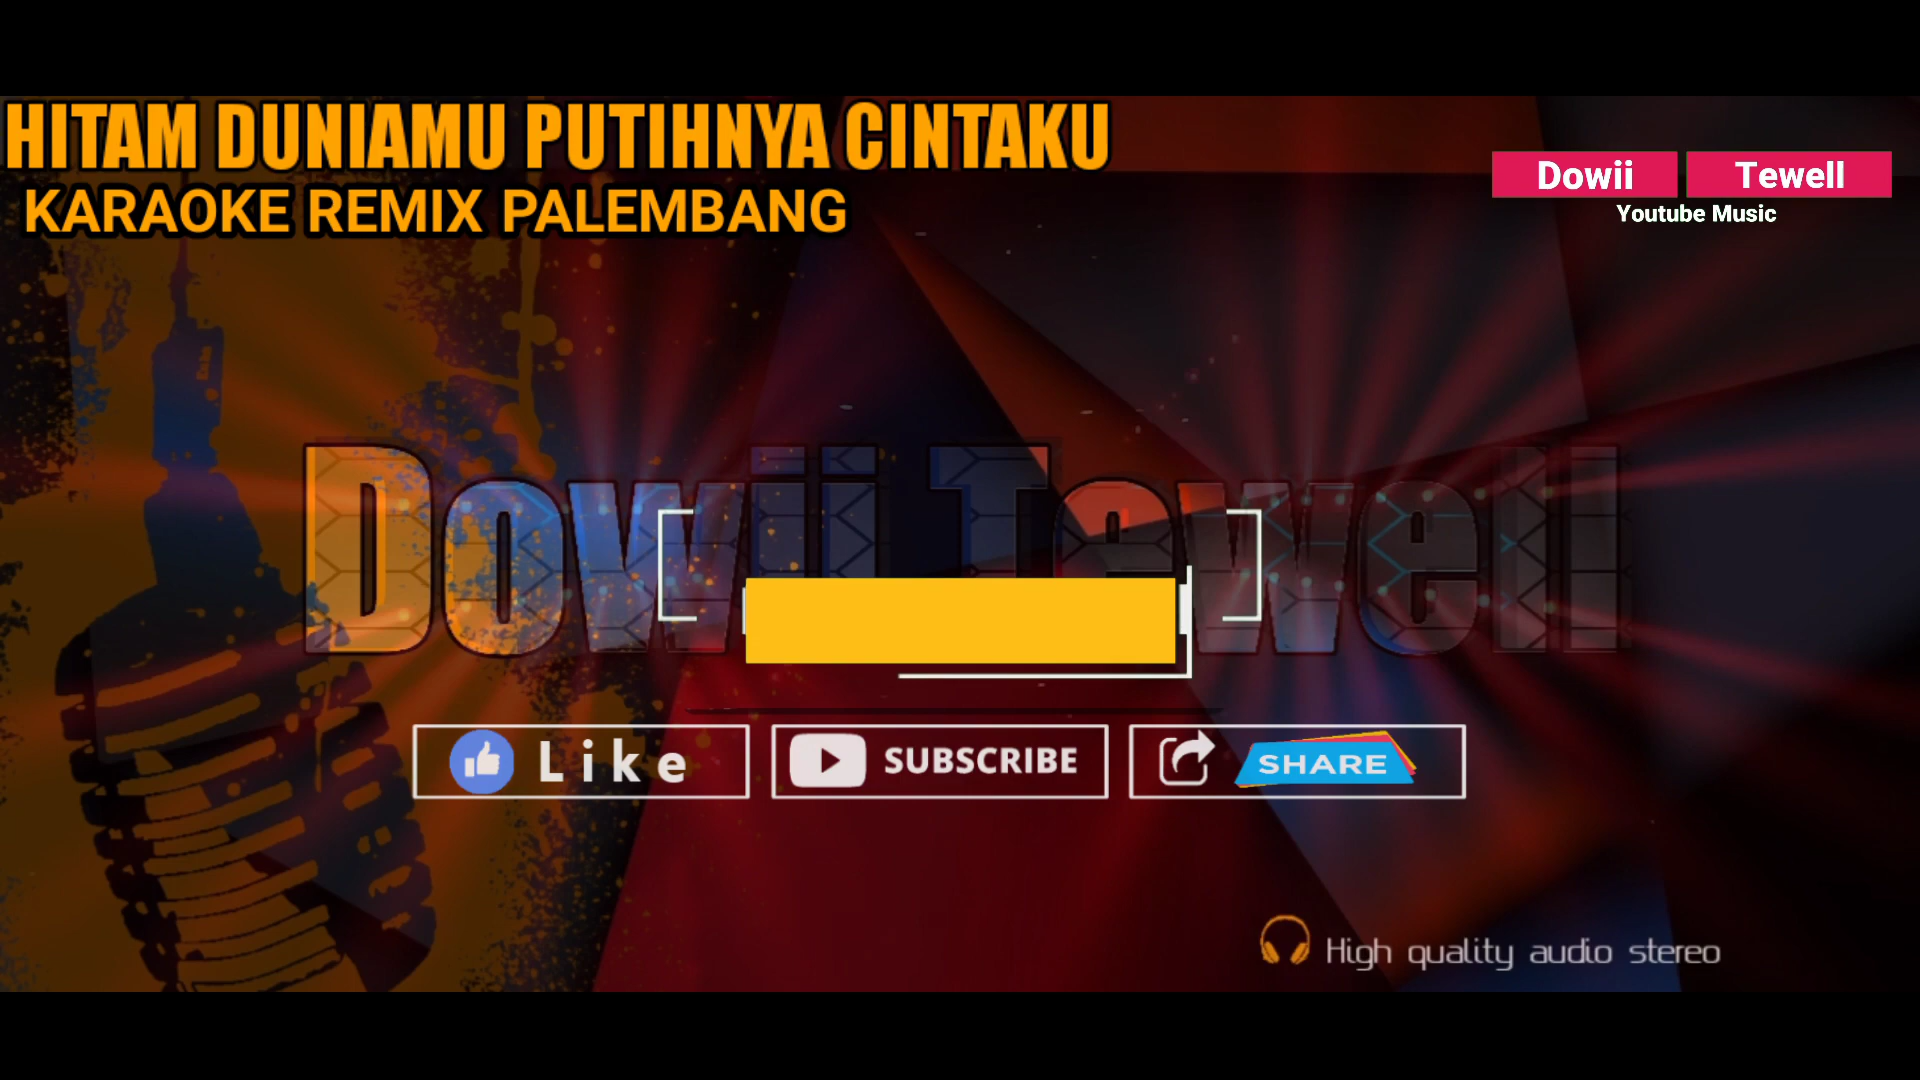 HITAM DUNIAMU PUTIHNYA CINTAKU
KARAOKE REMIX PALEMBANG
Dowii Tewell
Youtube Music
Dowii Tewell
Like
SUBSCRIBE
SHARE
High quality audio stereo